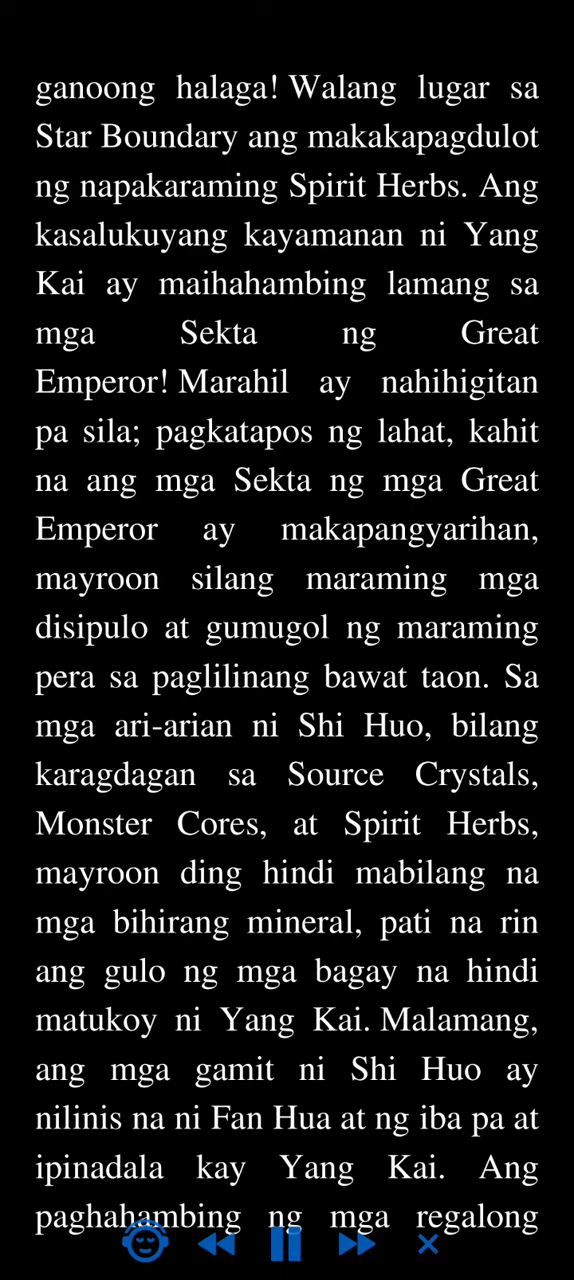 ganoong halaga! Walang lugar sa
Star Boundary ang makakapagdulot
ng napakaraming Spirit Herbs. Ang
kasalukuyang kayamanan ni Yang
Kai ay maihahambing lamang sa
mga Sekta ng Great
Emperor! Marahil ay nahihigitan
pa sila; pagkatapos ng lahat, kahit
na ang mga Sekta ng mga Great
Emperor ay makapangyarihan,
mayroon silang maraming mga
disipulo at gumugol ng maraming
pera sa paglilinang bawat taon. Sa
mga ari-arian ni Shi Huo, bilang
karagdagan sa Source Crystals,
Monster Cores, at Spirit Herbs,
mayroon ding hindi mabilang na
mga bihirang mineral, pati na rin
ang gulo ng mga bagay na hindi
matukoy ni Yang Kai. Malamang,
ang mga gamit ni Shi Huo ay
nilinis na ni Fan Hua at ng iba pa at
ipinadala kay Yang Kai. Ang
paghahambing ng mga regalong